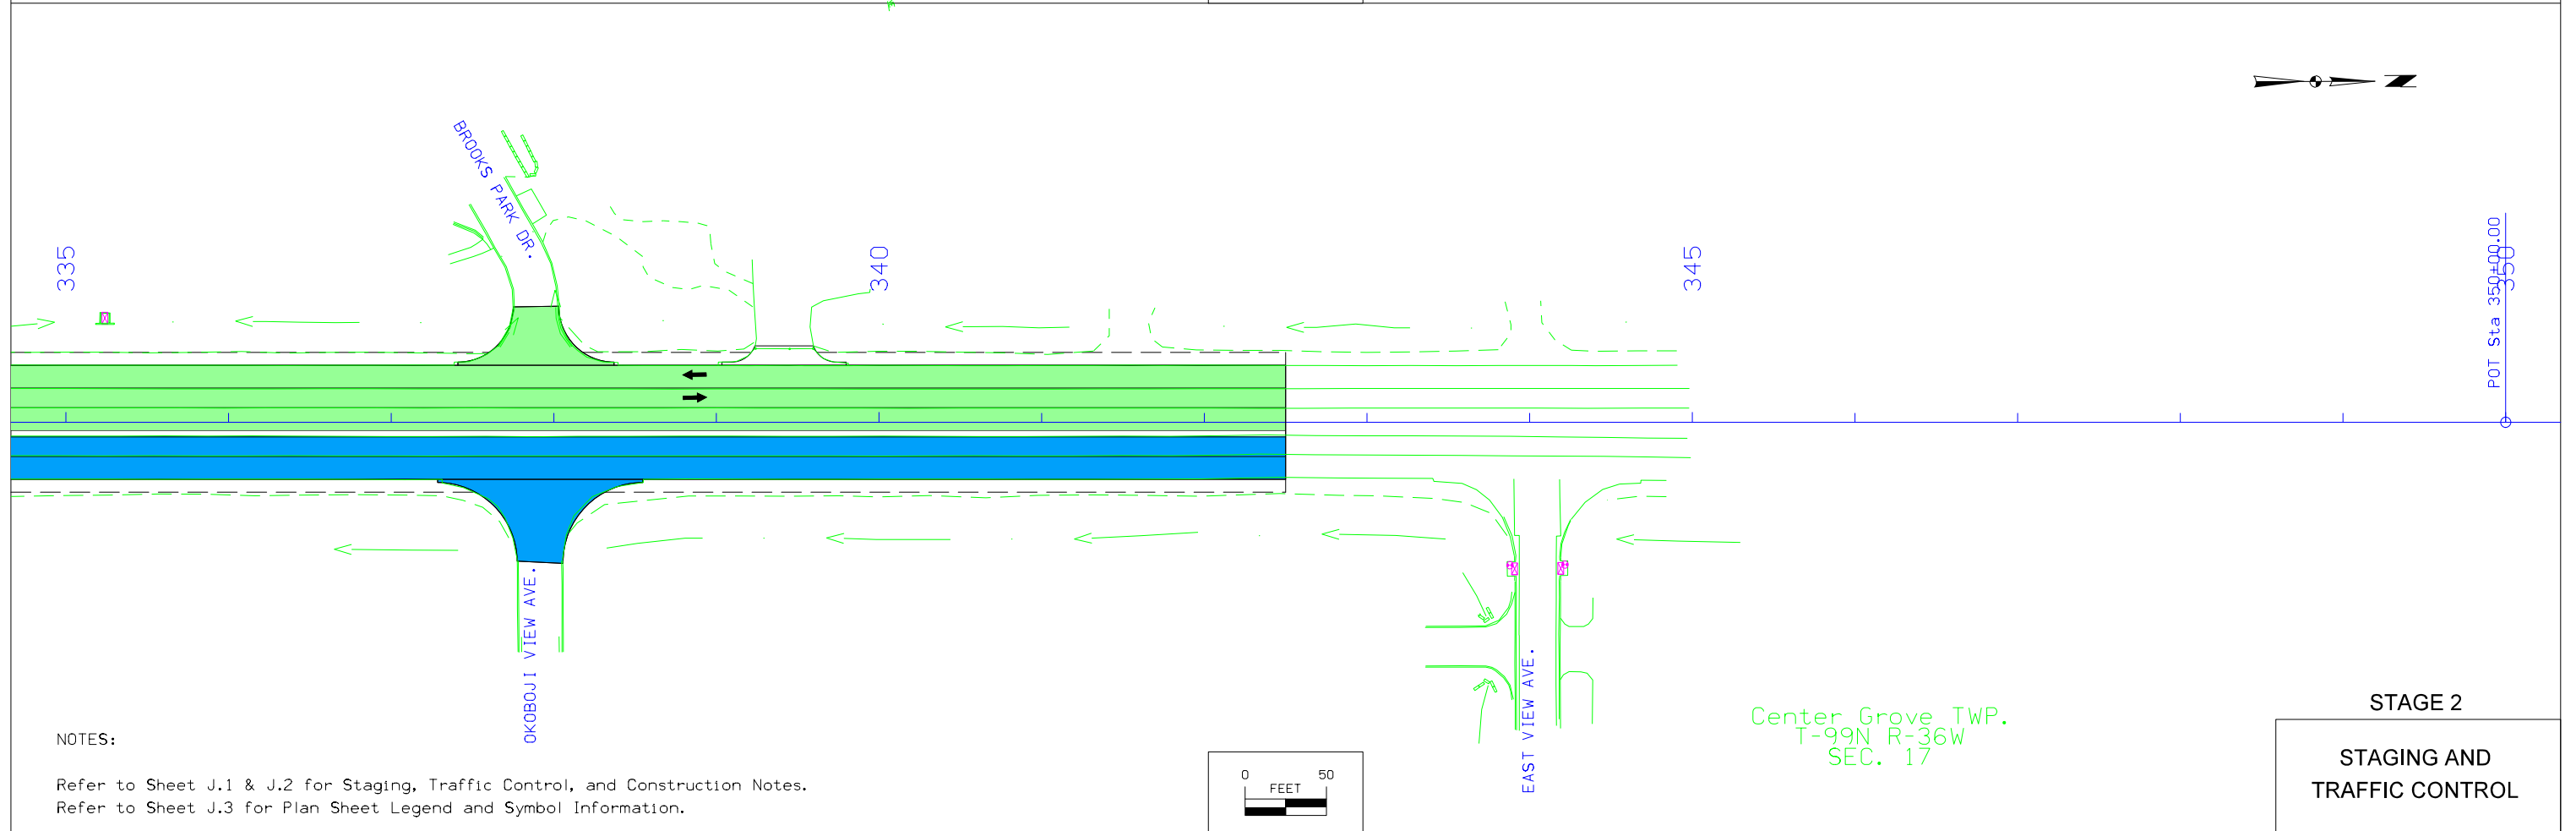 BROOKS PARK DR.
335
340
345
350
POT Sta 350+00.00
OKOBOJI VIEW AVE.
EAST VIEW AVE.
Center Grove TWP.
T-99N R-36W
SEC. 17
NOTES:
Refer to Sheet J.1 & J.2 for Staging, Traffic Control, and Construction Notes.
Refer to Sheet J.3 for Plan Sheet Legend and Symbol Information.
0 50
FEET
STAGE 2
STAGING AND
TRAFFIC CONTROL
N